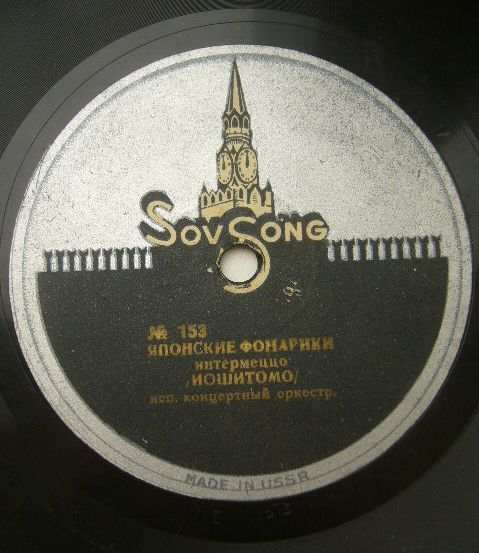 SovSong
№ 153
ЯПОНСКИЕ ФОНАРИКИ
интермеццо
/ИОШИТОМО/
исп. концертный оркестр.
MADE IN USSR